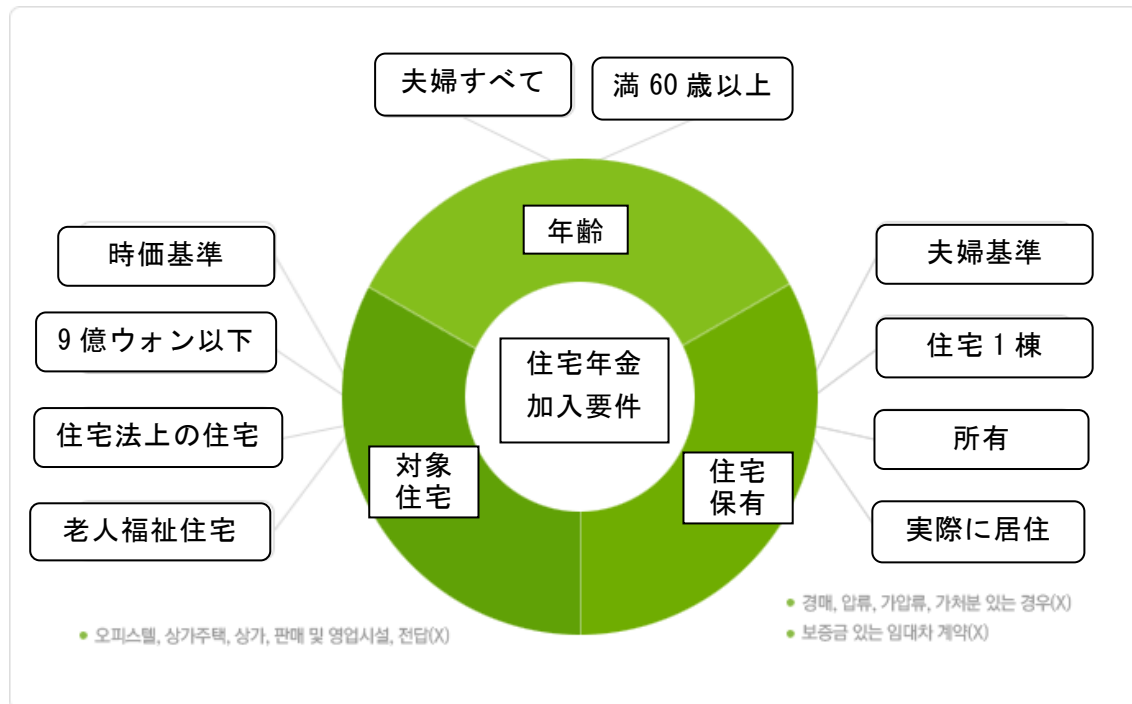 夫婦すべて
満 60 歳以上
年齢
時価基準
9 億ウォン以下
住宅法上の住宅
老人福祉住宅
住宅年金
加入要件
対象
住宅
住宅
保有
夫婦基準
住宅 1 棟
所有
実際に居住
• 오피스텔, 상가주택, 상가, 판매 및 영업시설, 전답(X)
• 경매, 압류, 가압류, 가처분 있는 경우(X)
• 보증금 있는 임대차 계약(X)